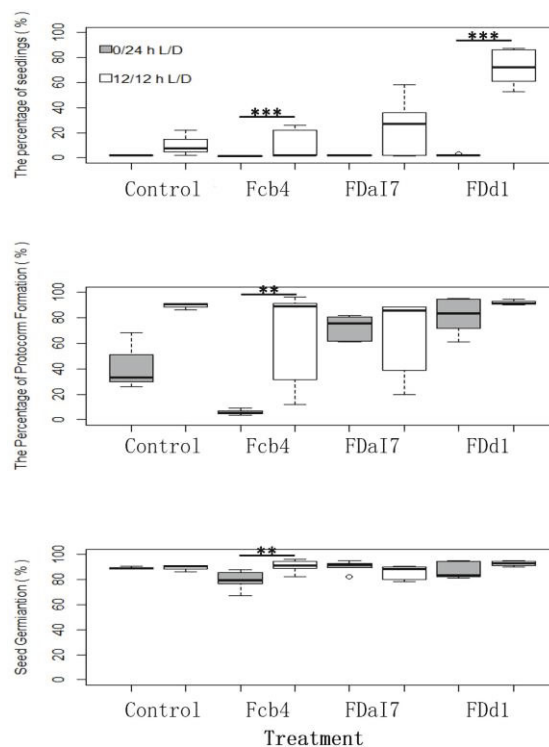 The percentage of seedlings ( % )
0 20 40 60 80 100
0/24 h L/D
12/12 h L/D
*** ***
Control Fcb4 FDaI7 FDd1
The Percentage of Protocorm Formation ( % )
0 20 40 60 80 100
**
Control Fcb4 FDaI7 FDd1
Seed Germiantion ( % )
0 20 40 60 80 100
**
Control Fcb4 FDaI7 FDd1
Treatment